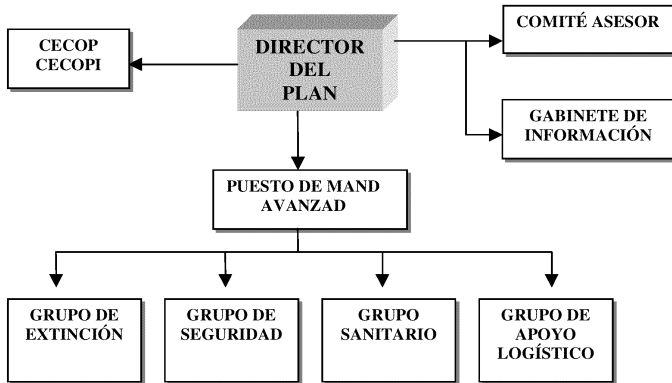 CECOP
CECOPI
DIRECTOR
DEL
PLAN
COMITÉ ASESOR
GABINETE DE
INFORMACIÓN
PUESTO DE MAND
AVANZAD
GRUPO DE
EXTINCIÓN
GRUPO DE
SEGURIDAD
GRUPO
SANITARIO
GRUPO DE
APOYO
LOGÍSTICO